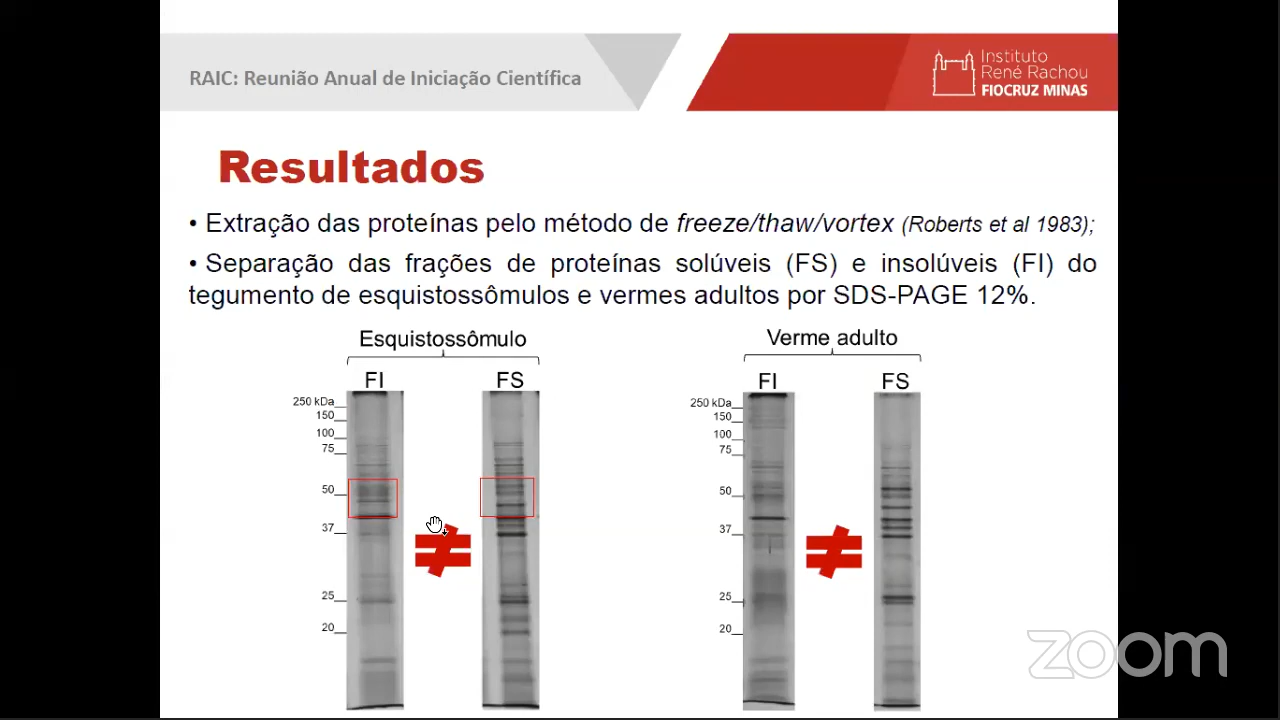 RAIC: Reunião Anual de Iniciação Científica
Instituto
René Rachou
FIOCRUZ MINAS
Resultados
• Extração das proteínas pelo método de freeze/thaw/vortex (Roberts et al 1983);
• Separação das frações de proteínas solúveis (FS) e insolúveis (FI) do
tegumento de esquistossômulos e vermes adultos por SDS-PAGE 12%.
Esquistossômulo
FI
FS
250 kDa
150
100
75
50
37
25
20
≠
Verme adulto
FI
FS
250 kDa
150
100
75
50
37
25
20
≠
zoom